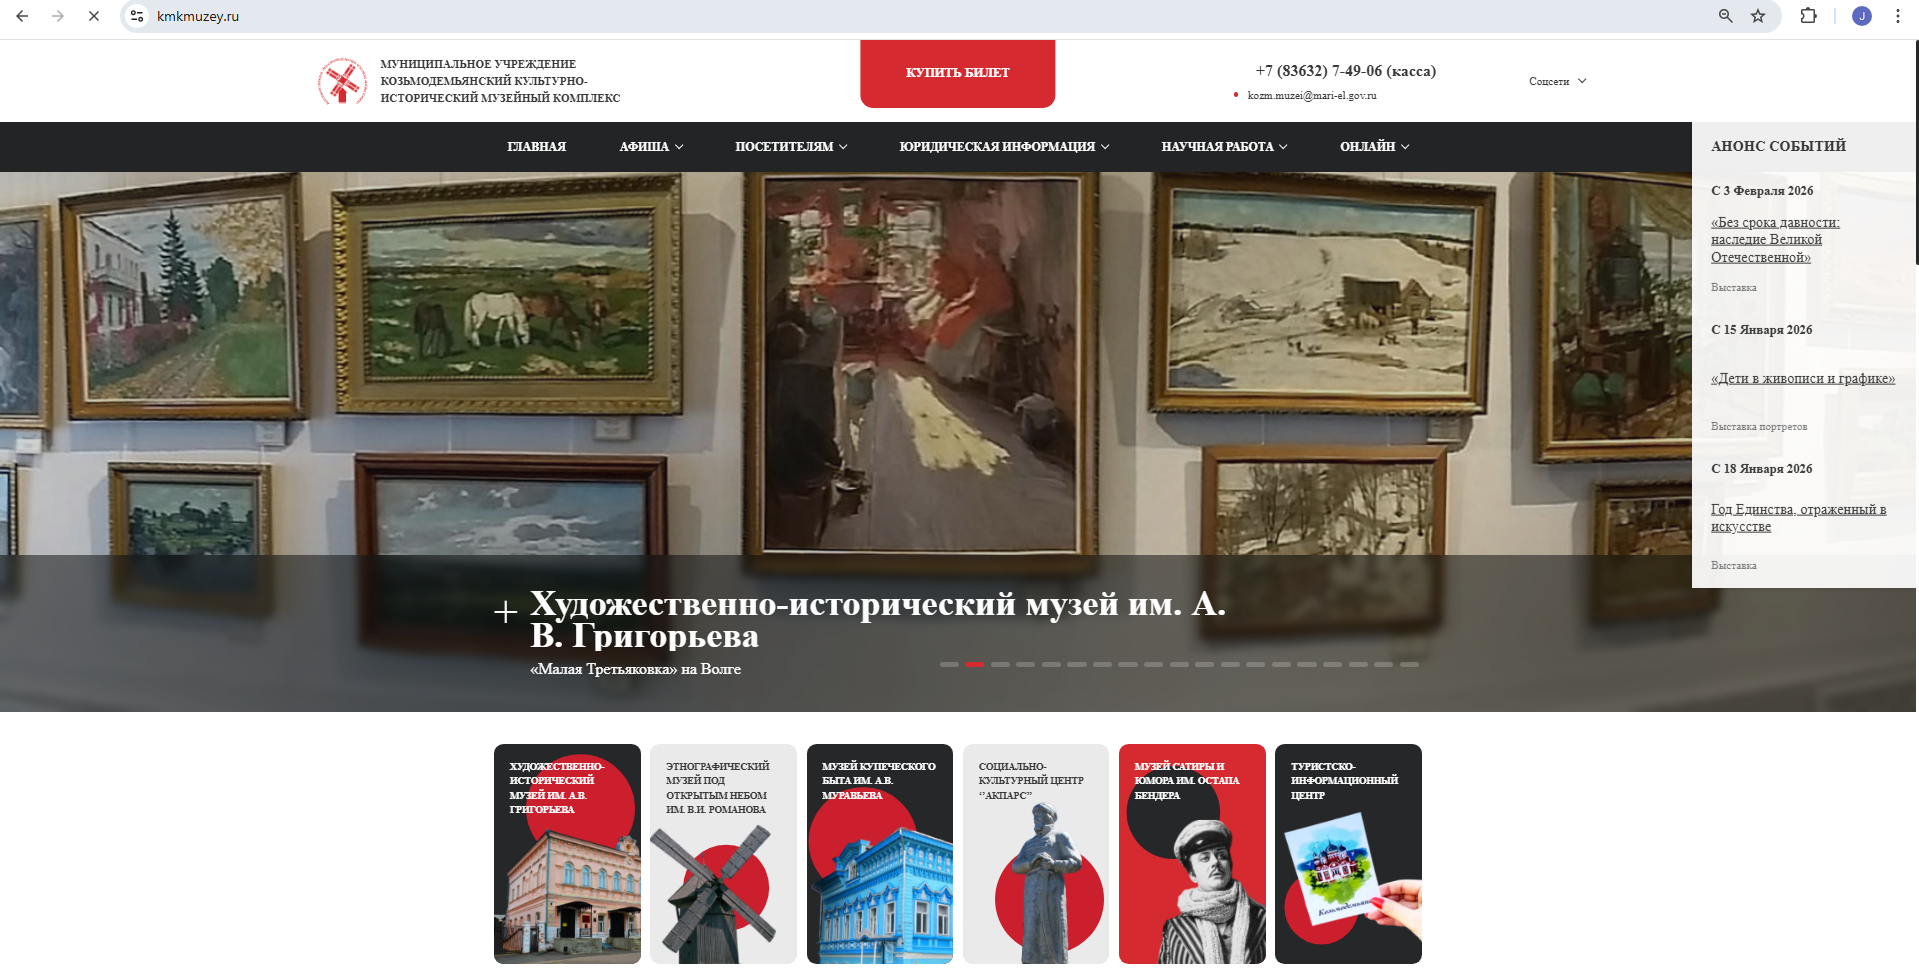 kmkmuzey.ru
J
МУНИЦИПАЛЬНОЕ УЧРЕЖДЕНИЕ
КОЗЬМОДЕМЬЯНСКИЙ КУЛЬТУРНО-
ИСТОРИЧЕСКИЙ МУЗЕЙНЫЙ КОМПЛЕКС
КУПИТЬ БИЛЕТ
+7 (83632) 7-49-06 (касса)
kozm.muzei@mari-el.gov.ru
Соцсети
ГЛАВНАЯ
АФИША
ПОСЕТИТЕЛЯМ
ЮРИДИЧЕСКАЯ ИНФОРМАЦИЯ
НАУЧНАЯ РАБОТА
ОНЛАЙН
АНОНС СОБЫТИЙ
С 3 Февраля 2026
«Без срока давности:
наследие Великой
Отечественной»
Выставка
С 15 Января 2026
«Дети в живописи и графике»
Выставка портретов
С 18 Января 2026
Год Единства, отраженный в
искусстве
Выставка
+ Художественно-исторический музей им. А.
В. Григорьева
«Малая Третьяковка» на Волге
ХУДОЖЕСТВЕННО-
ИСТОРИЧЕСКИЙ
МУЗЕЙ ИМ. А.В.
ГРИГОРЬЕВА
ЭТНОГРАФИЧЕСКИЙ
МУЗЕЙ ПОД
ОТКРЫТЫМ НЕБОМ
ИМ. В.И. РОМАНОВА
МУЗЕЙ КУПЕЧЕСКОГО
БЫТА ИМ. А.В.
МУРАВЬЕВА
СОЦИАЛЬНО-
КУЛЬТУРНЫЙ ЦЕНТР
‘’АКПАРС’’
МУЗЕЙ САТИРЫ И
ЮМОРА ИМ. ОСТАПА
БЕНДЕРА
ТУРИСТСКО-
ИНФОРМАЦИОННЫЙ
ЦЕНТР